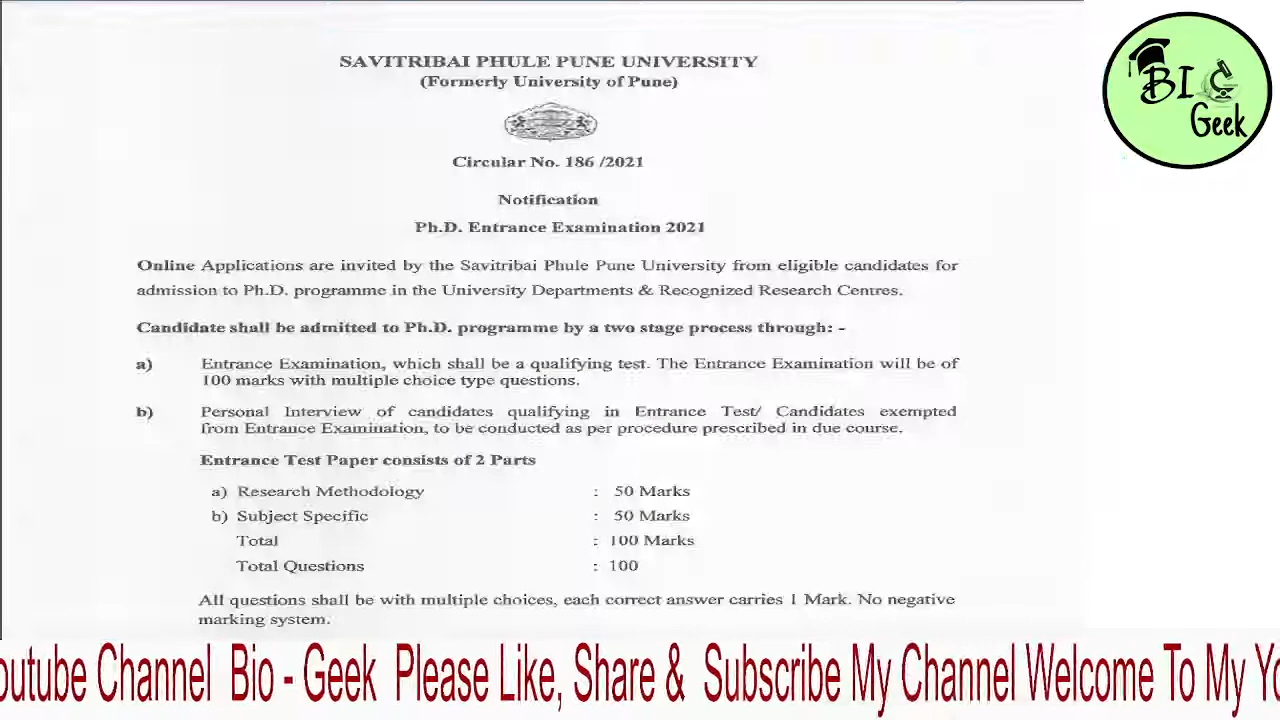 SAVITRIBAI PHULE PUNE UNIVERSITY
(Formerly University of Pune)
Circular No. 186 /2021
Notification
Ph.D. Entrance Examination 2021
Online Applications are invited by the Savitribai Phule Pune University from eligible candidates for
admission to Ph.D. programme in the University Departments & Recognized Research Centres.
Candidate shall be admitted to Ph.D. programme by a two stage process through: -
a) Entrance Examination, which shall be a qualifying test. The Entrance Examination will be of
100 marks with multiple choice type questions.
b) Personal Interview of candidates qualifying in Entrance Test/ Candidates exempted
from Entrance Examination, to be conducted as per procedure prescribed in due course.
Entrance Test Paper consists of 2 Parts
a) Research Methodology : 50 Marks
b) Subject Specific : 50 Marks
Total : 100 Marks
Total Questions : 100
All questions shall be with multiple choices, each correct answer carries 1 Mark. No negative
marking system.
BIO
Geek
outube Channel Bio - Geek Please Like, Share & Subscribe My Channel Welcome To My Yo